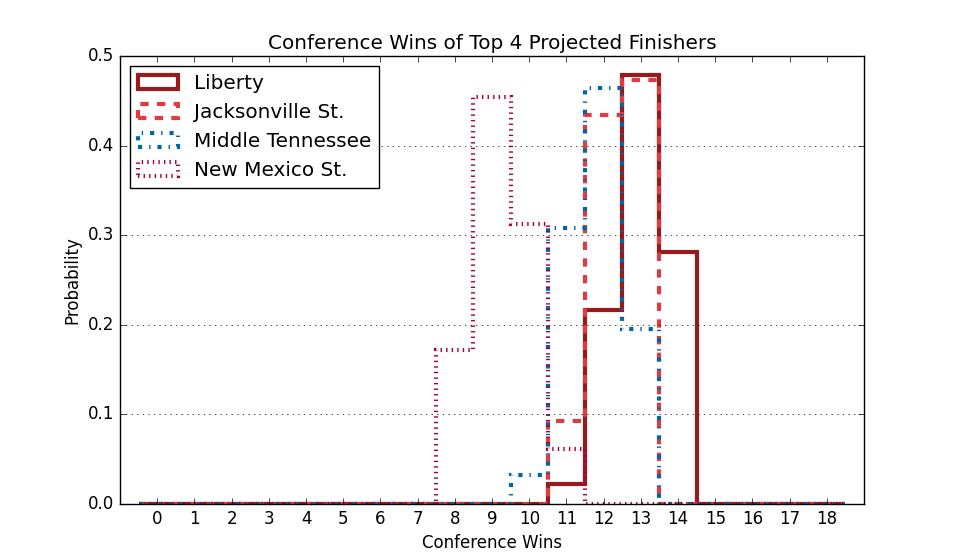 Conference Wins of Top 4 Projected Finishers
0.5
Liberty
Jacksonville St.
Middle Tennessee
New Mexico St.
0.4
0.3
0.2
0.1
0.0
Probability
0 1 2 3 4 5 6 7 8 9 10 11 12 13 14 15 16 17 18
Conference Wins